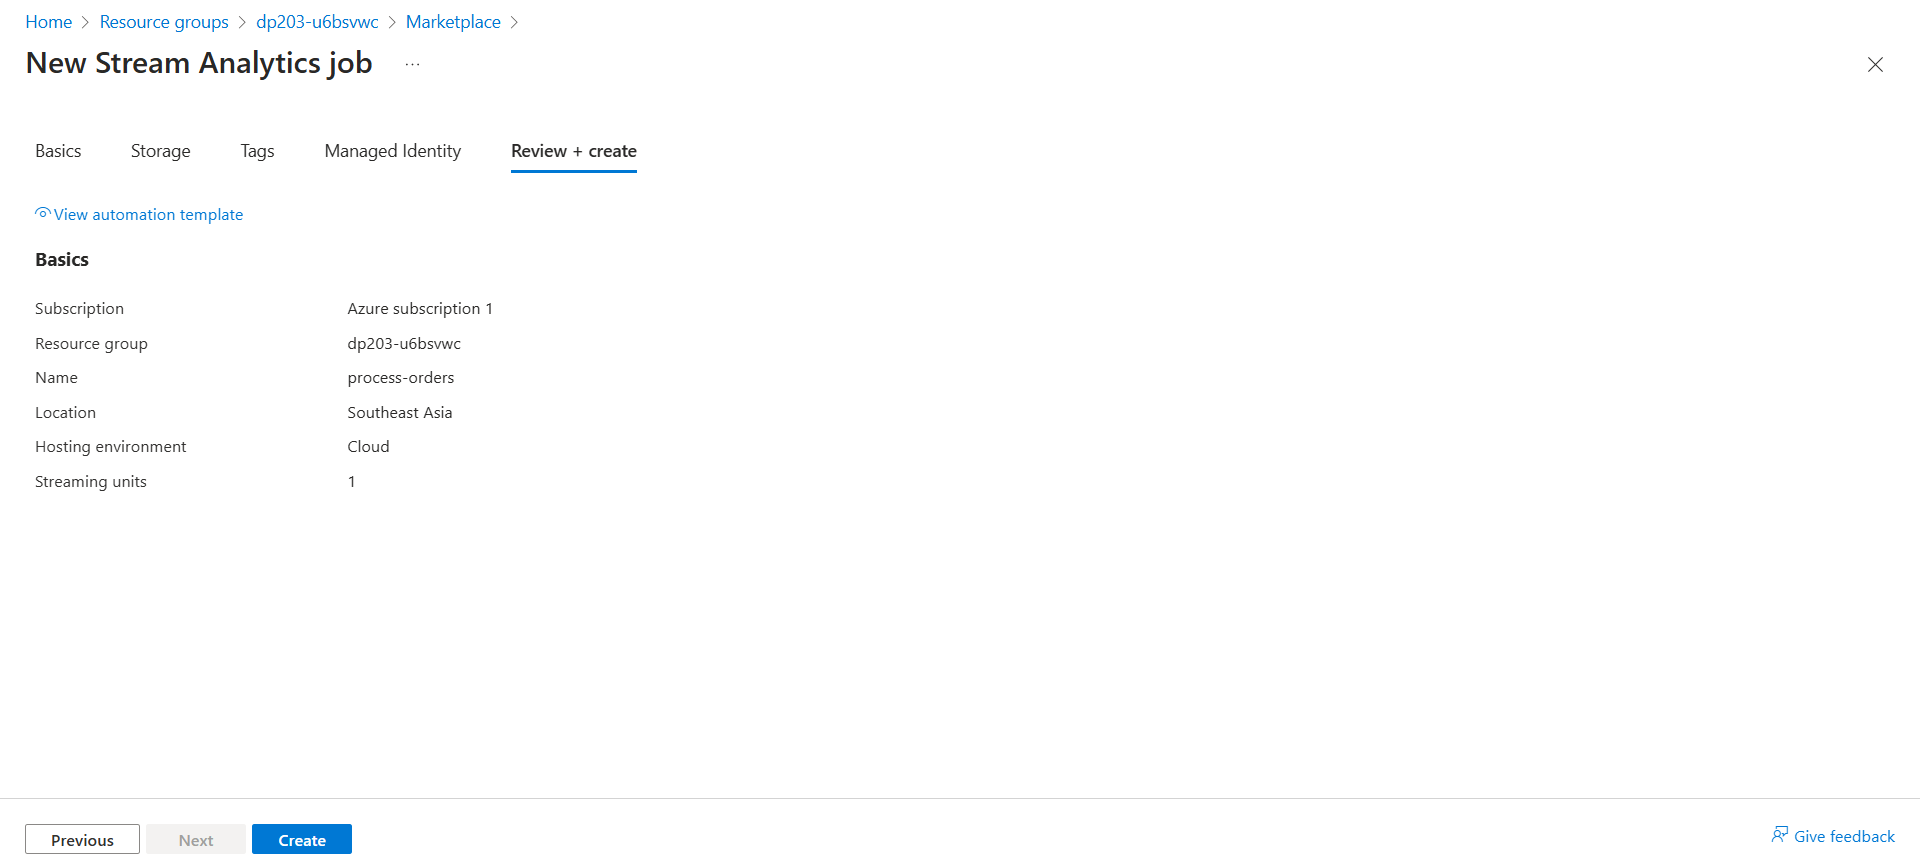 Home > Resource groups > dp203-u6bsvwc > Marketplace >
New Stream Analytics job ...
Basics Storage Tags Managed Identity Review + create
View automation template
Basics
Subscription Azure subscription 1
Resource group dp203-u6bsvwc
Name process-orders
Location Southeast Asia
Hosting environment Cloud
Streaming units 1
Previous Next Create Give feedback